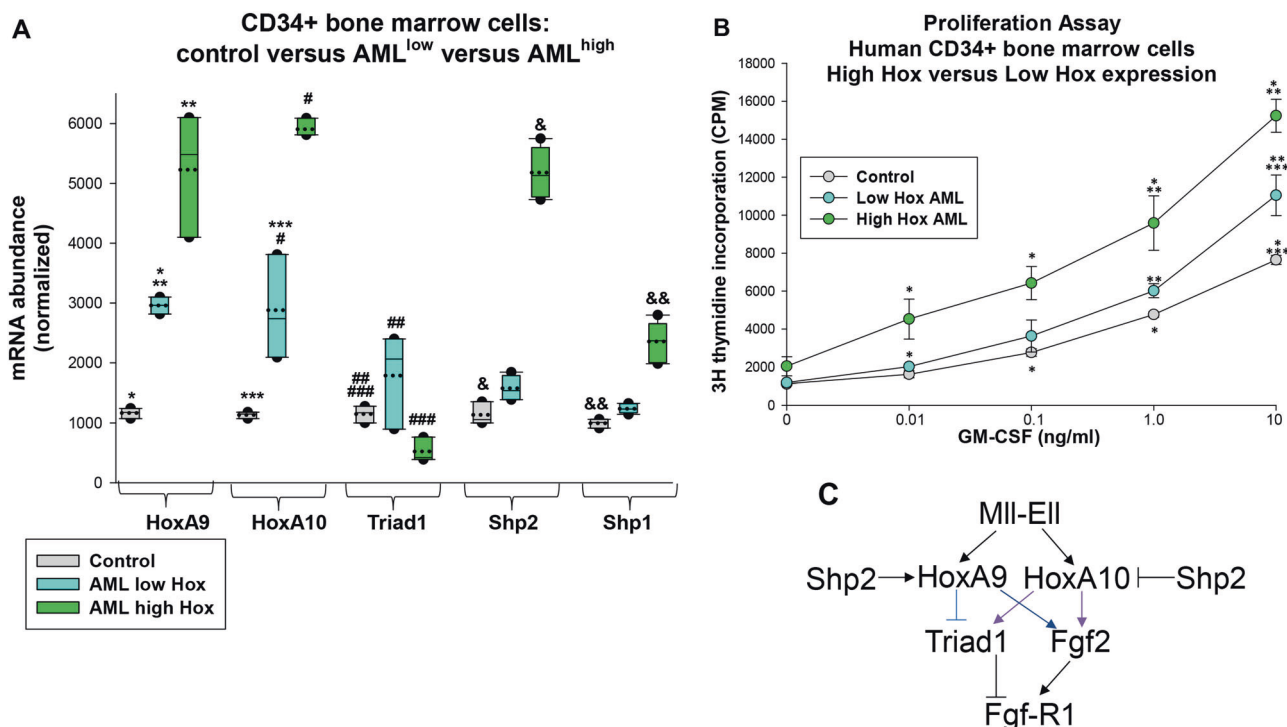 A
CD34+ bone marrow cells:
control versus AML^low versus AML^high
mRNA abundance
(normalized)
6000
5000
4000
3000
2000
1000
0
**
#
&
***
#
*
**
&&
##
##
###
&
*
***
###
&&
HoxA9
HoxA10
Triad1
Shp2
Shp1
Control
AML low Hox
AML high Hox
B
Proliferation Assay
Human CD34+ bone marrow cells
High Hox versus Low Hox expression
3H thymidine incorporation (CPM)
18000
16000
14000
12000
10000
8000
6000
4000
2000
0
Control
Low Hox AML
High Hox AML
*
**
**
***
*
***
*
**
**
*
*
*
*
*
0
0.01
0.1
1.0
10
GM-CSF (ng/ml)
C
Mll-Ell
Shp2 HoxA9 HoxA10 Shp2
Triad1 Fgf2
Fgf-R1